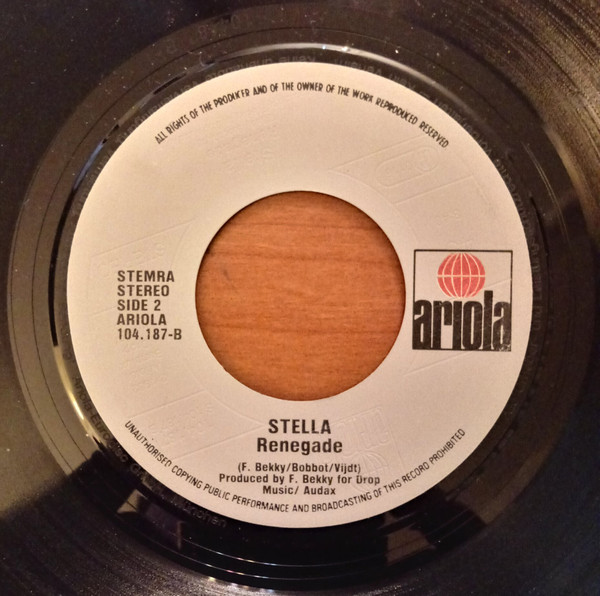 ALL RIGHTS OF THE PRODUKER AND OF THE OWNER OF THE WORK REPRODUCED RESERVED
STEMRA
STEREO
SIDE 2
ARIOLA
104.187-B
ariola
STELLA
Renegade
(F. Bekky/Bobbot/Vijdt)
Produced by F. Bekky for Drop
Music/ Audax
UNAUTHORISED COPYING PUBLIC PERFORMANCE AND BROADCASTING OF THIS RECORD PROHIBITED